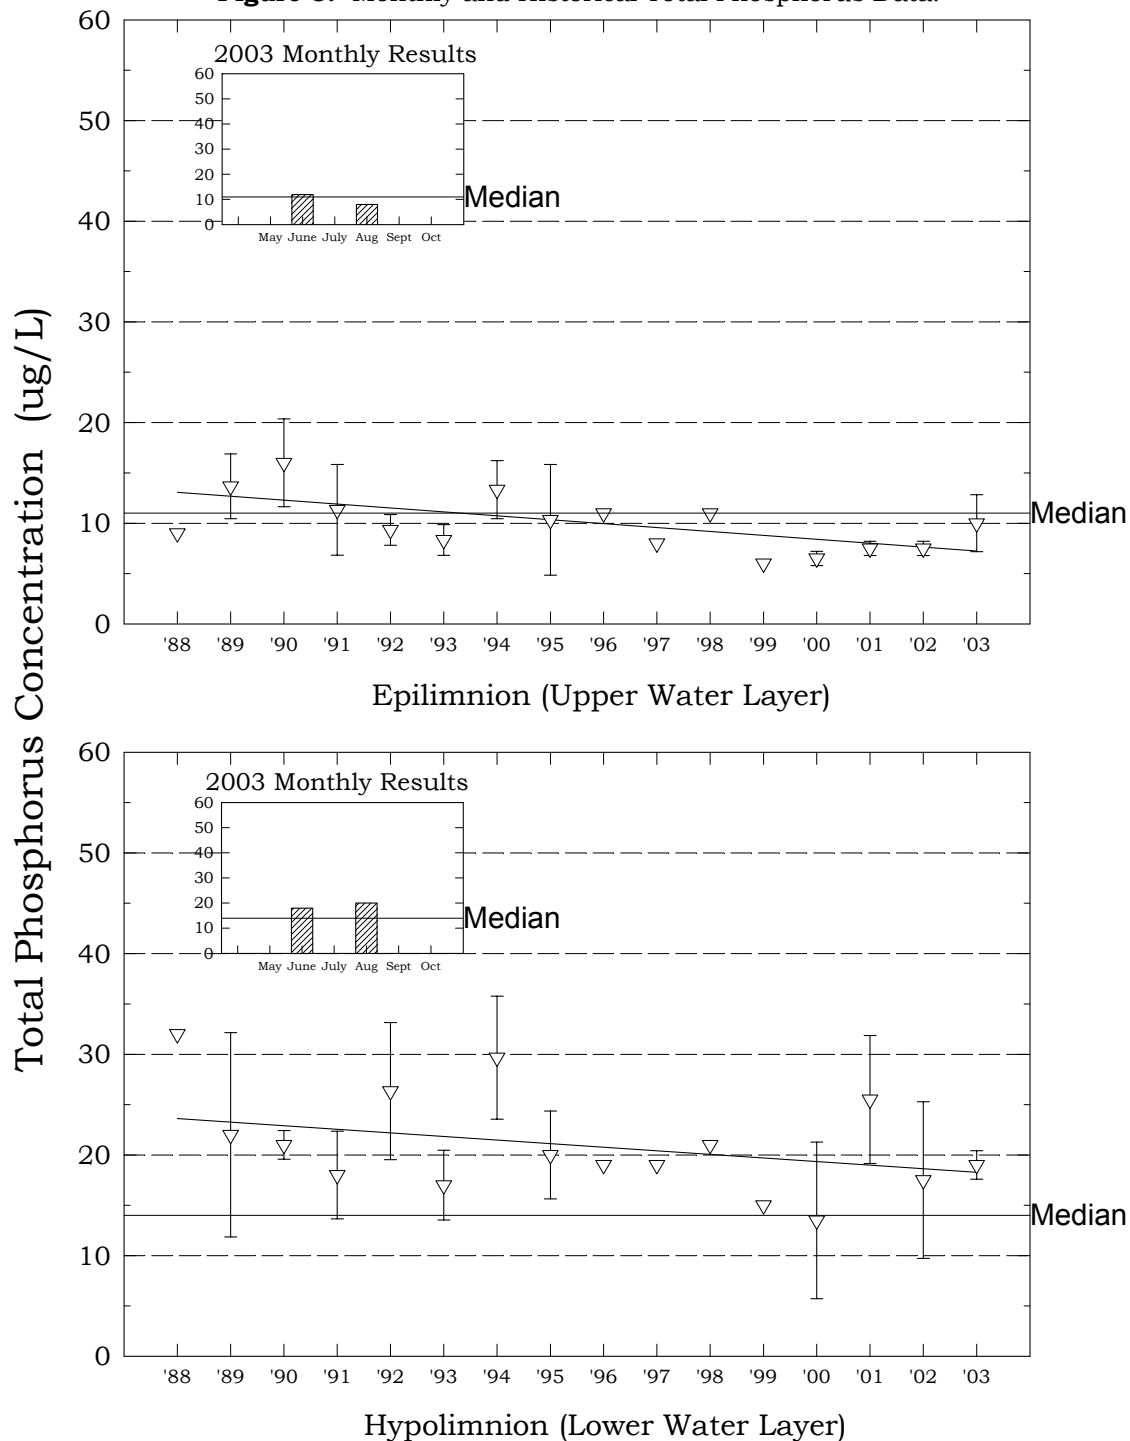 Figure 3. Monthly and Historical Total Phosphorus Data.
Total Phosphorus Concentration (ug/L)
60
50
40
30
20
10
0
2003 Monthly Results
60
50
40
30
20
10
0
May June July Aug Sept Oct
Median
Median
'88 '89 '90 '91 '92 '93 '94 '95 '96 '97 '98 '99 '00 '01 '02 '03
Epilimnion (Upper Water Layer)
60
50
40
30
20
10
0
2003 Monthly Results
60
50
40
30
20
10
0
May June July Aug Sept Oct
Median
Median
'88 '89 '90 '91 '92 '93 '94 '95 '96 '97 '98 '99 '00 '01 '02 '03
Hypolimnion (Lower Water Layer)